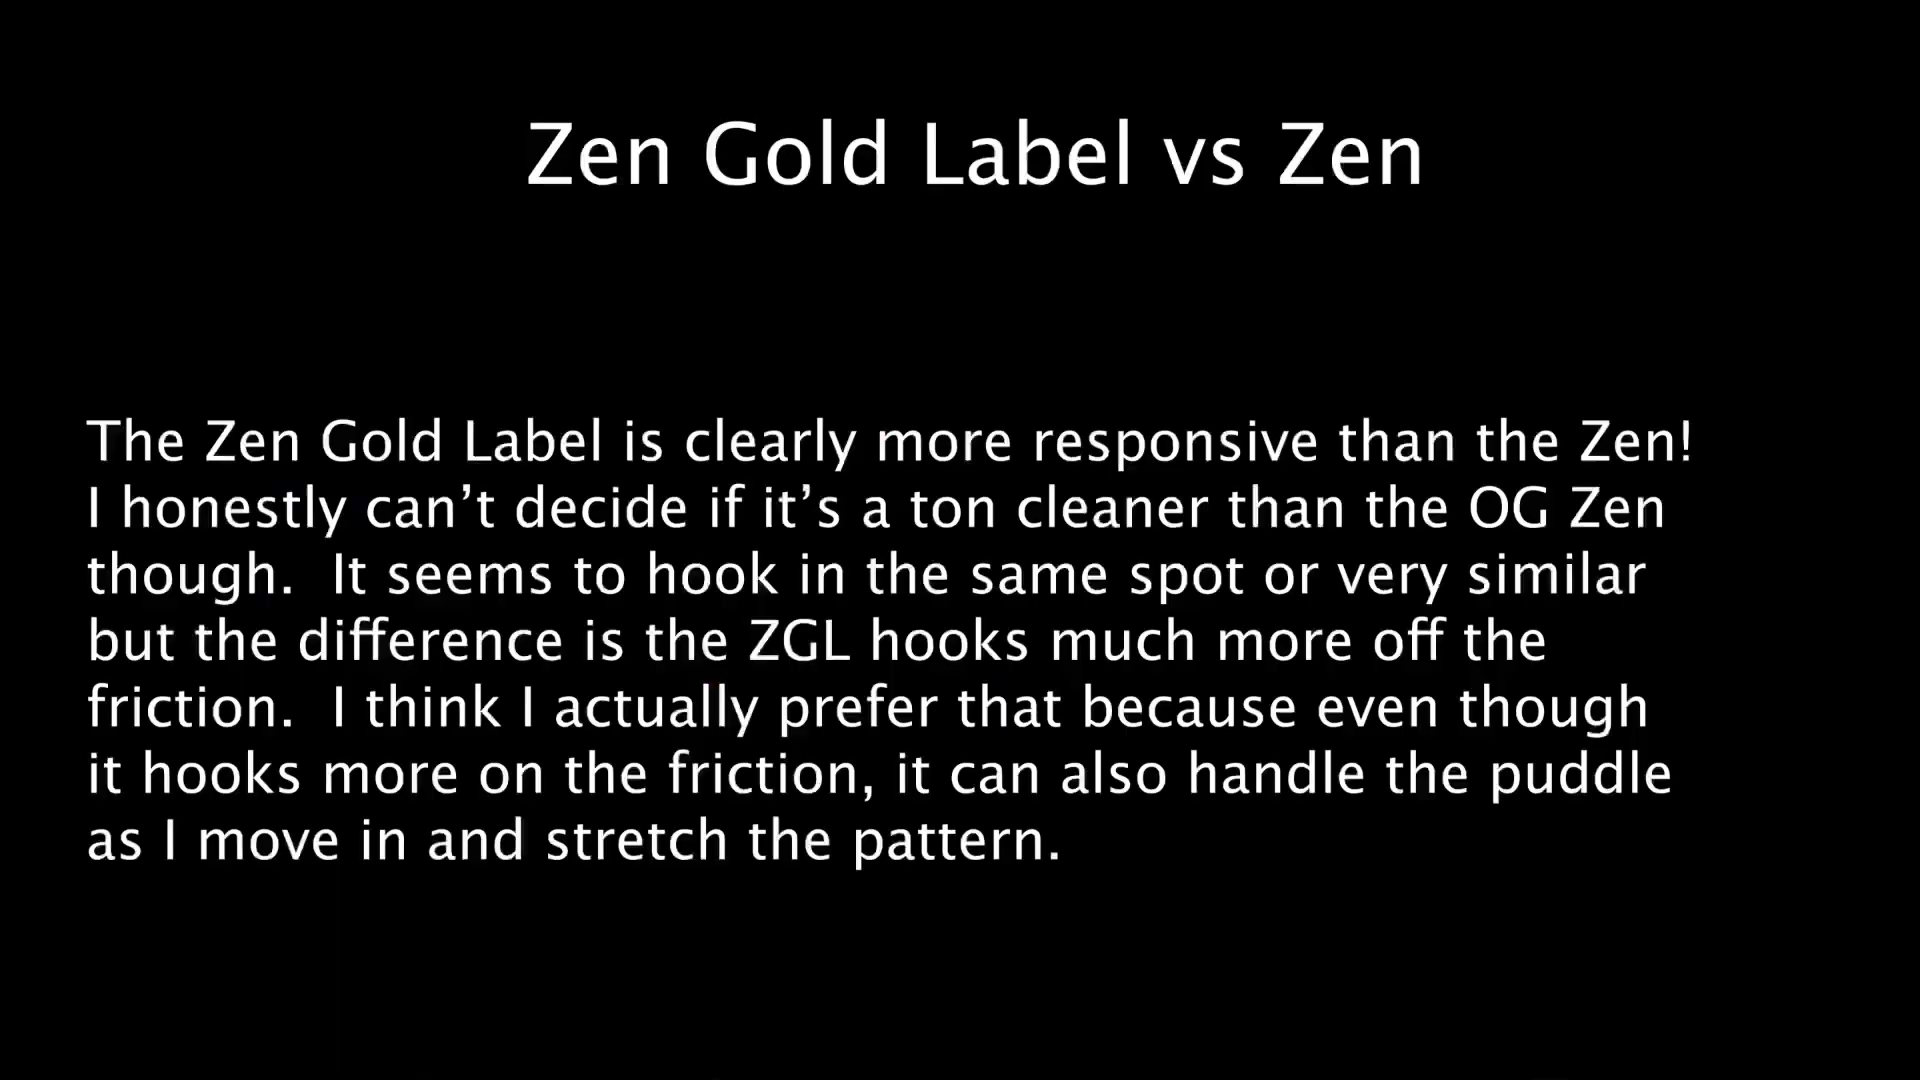 Zen Gold Label vs Zen
The Zen Gold Label is clearly more responsive than the Zen!
I honestly can’t decide if it’s a ton cleaner than the OG Zen
though.  It seems to hook in the same spot or very similar
but the difference is the ZGL hooks much more off the
friction.  I think I actually prefer that because even though
it hooks more on the friction, it can also handle the puddle
as I move in and stretch the pattern.